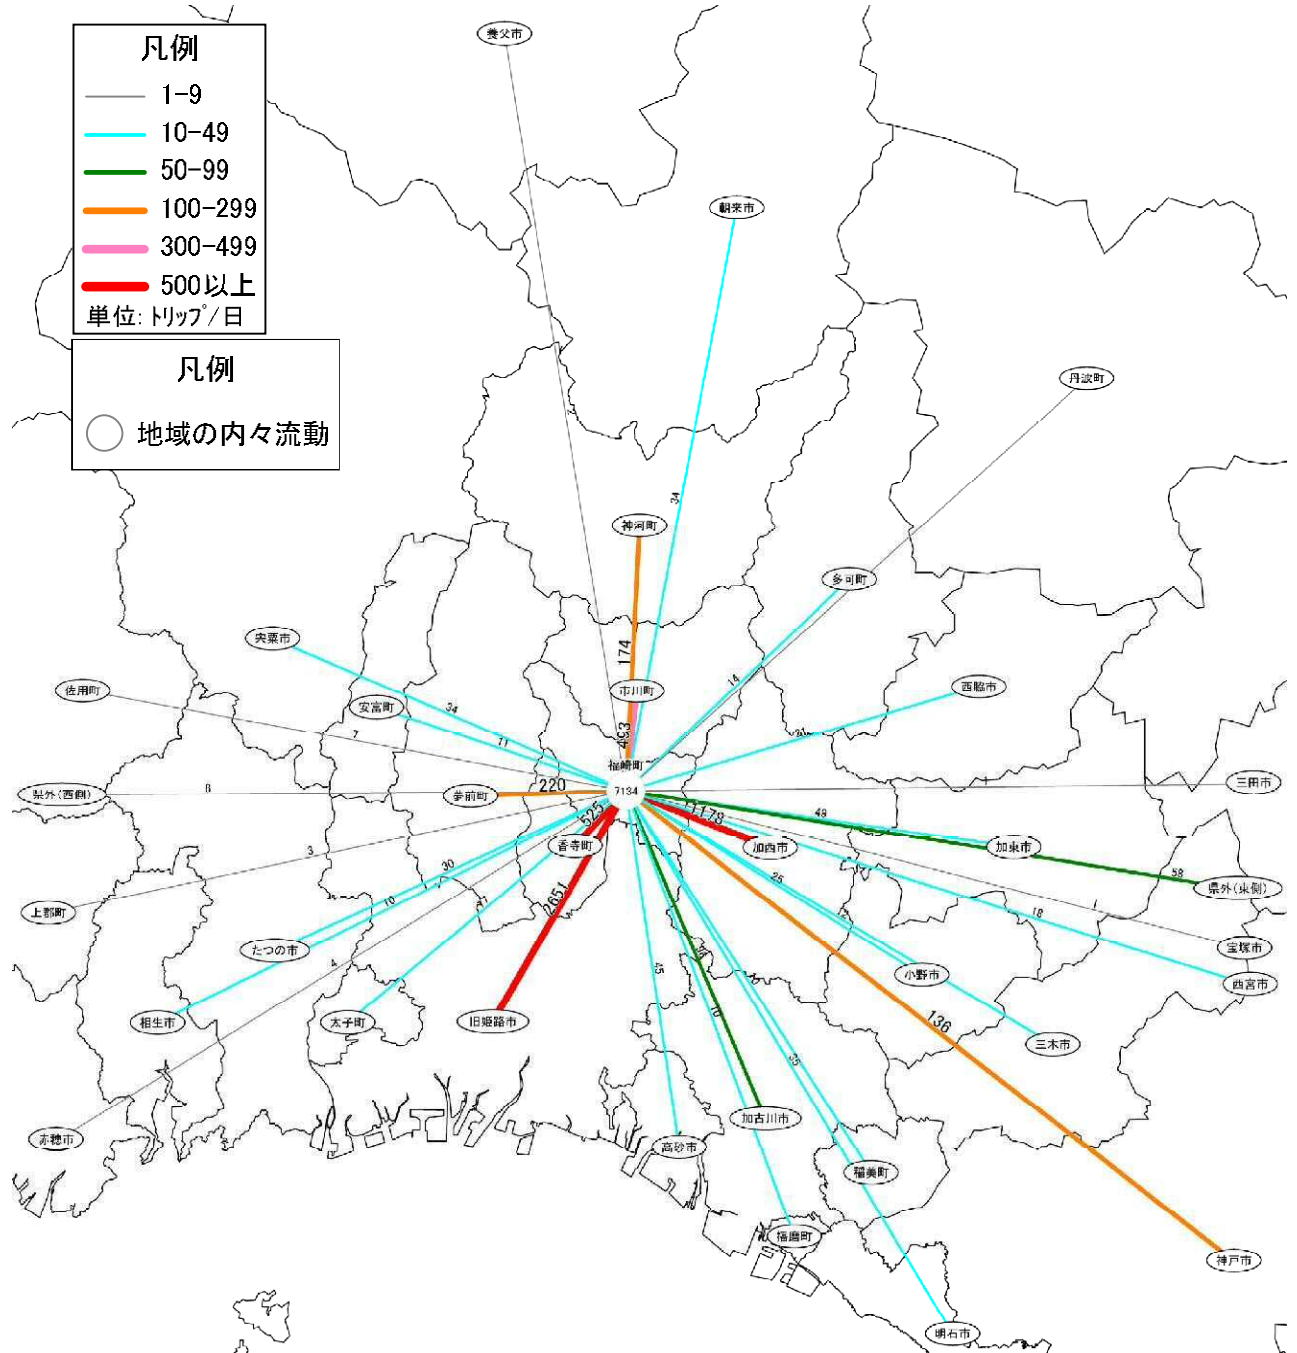 凡例
1-9
10-49
50-99
100-299
300-499
500以上
単位:トリップ/日
凡例
地域の内々流動
養父市
朝来市
丹波町
34
神河町
多可町
宍粟市
174
14
市川町
佐用町
安富町
西脇市
34
7
11
493
福崎町
県外(西側)
6
夢前町
220
7134
1
三田市
525
1178
49
香寺町
加西市
加東市
3
30
25
58
県外(東側)
10
上郡町
2651
12
18
1
たつの市
宝塚市
4
45
小野市
西宮市
相生市
太子町
旧姫路市
10
136
三木市
35
赤穂市
加古川市
高砂市
稲美町
播磨町
神戸市
明石市